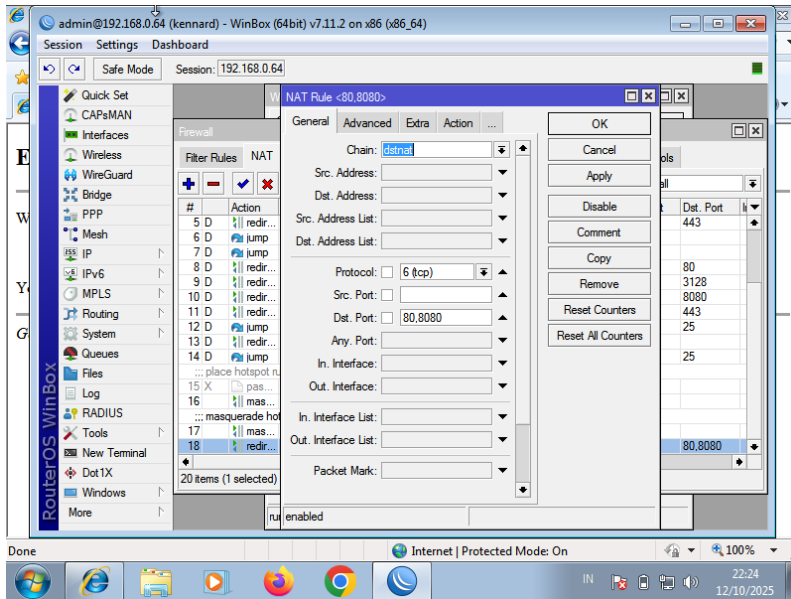 admin@192.168.0.64 (kennard) - WinBox (64bit) v7.11.2 on x86 (x86_64)
Session Settings Dashboard
Safe Mode Session: 192.168.0.64
Quick Set
CAPsMAN
Interfaces
Wireless
WireGuard
Bridge
PPP
Mesh
IP
IPv6
MPLS
Routing
System
Queues
Files
Log
RADIUS
Tools
New Terminal
Dot1X
Windows
More
RouterOS WinBox
Firewall
Filter Rules NAT
# Action Dst. Port
5 D redir... 443
6 D jump
7 D jump
8 D redir... 80
9 D redir... 3128
10 D redir... 8080
11 D redir... 443
12 D jump 25
13 D redir...
14 D jump 25
::: place hotspot ru
15 X pas...
16 mas...
::: masquerade hot
17 mas...
18 redir... 80,8080
20 items (1 selected)
NAT Rule <80,8080>
General Advanced Extra Action ...
Chain: dstnat
Src. Address:
Dst. Address:
Src. Address List:
Dst. Address List:
Protocol: 6 (tcp)
Src. Port:
Dst. Port: 80,8080
Any. Port:
In. Interface:
Out. Interface:
In. Interface List:
Out. Interface List:
Packet Mark:
enabled
OK
Cancel
Apply
Disable
Comment
Copy
Remove
Reset Counters
Reset All Counters
Done Internet | Protected Mode: On 100%
IN 22:24
12/10/2025